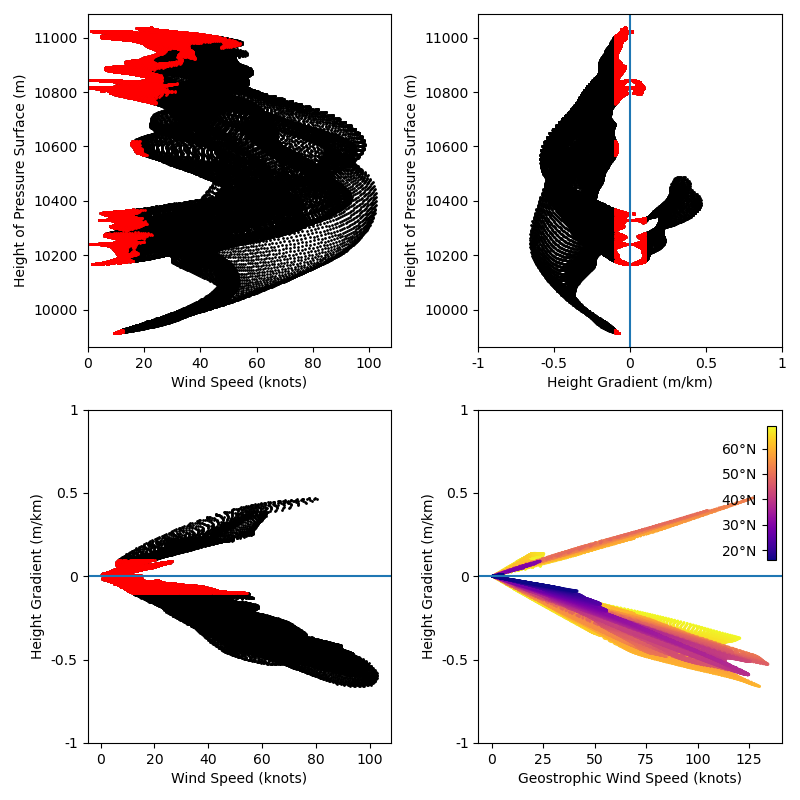 11000
10800
10600
10400
10200
10000
Height of Pressure Surface (m)
0 20 40 60 80 100
Wind Speed (knots)
11000
10800
10600
10400
10200
10000
Height of Pressure Surface (m)
-1 -0.5 0 0.5 1
Height Gradient (m/km)
1
0.5
0
-0.5
-1
Height Gradient (m/km)
0 20 40 60 80 100
Wind Speed (knots)
1
0.5
0
-0.5
-1
Height Gradient (m/km)
60°N
50°N
40°N
30°N
20°N
0 25 50 75 100 125
Geostrophic Wind Speed (knots)